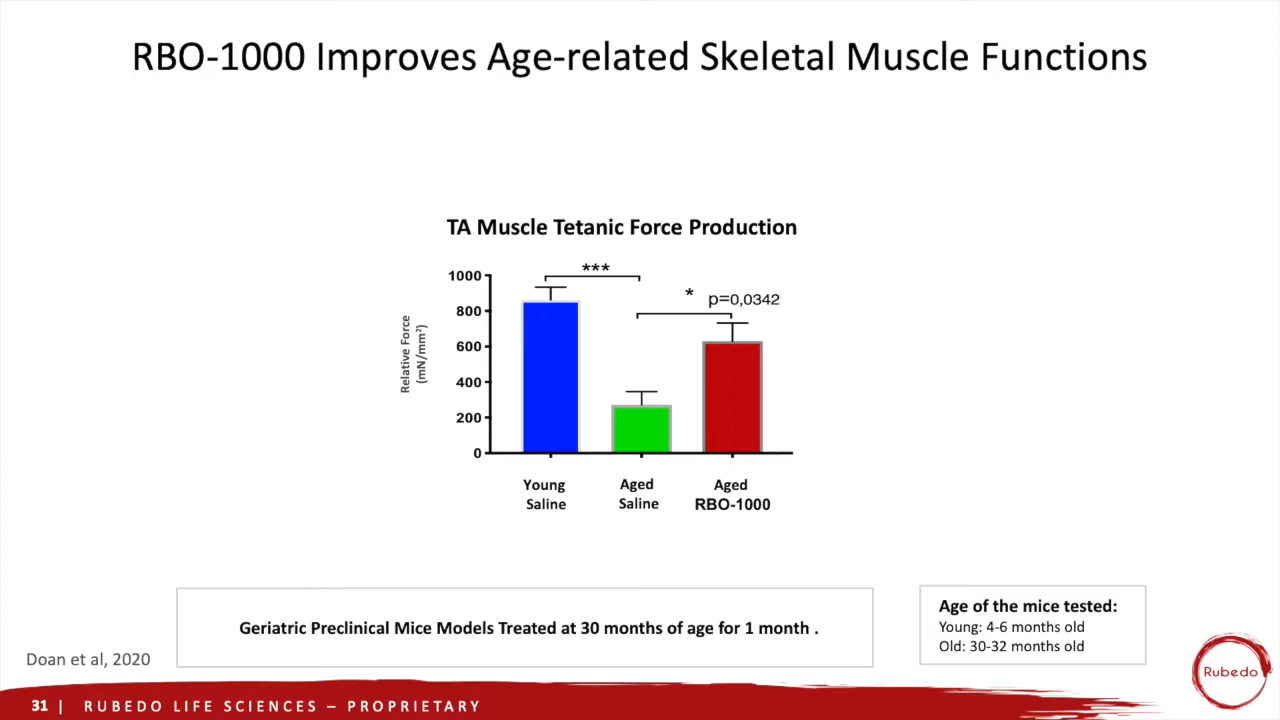 RBO-1000 Improves Age-related Skeletal Muscle Functions
TA Muscle Tetanic Force Production
Relative Force
(mN/mm²)
1000
800
600
400
200
0
***
* p=0,0342
Young
Saline
Aged
Saline
Aged
RBO-1000
Geriatric Preclinical Mice Models Treated at 30 months of age for 1 month .
Age of the mice tested:
Young: 4-6 months old
Old: 30-32 months old
Doan et al, 2020
Rubedo
31 | RUBEDO LIFE SCIENCES – PROPRIETARY